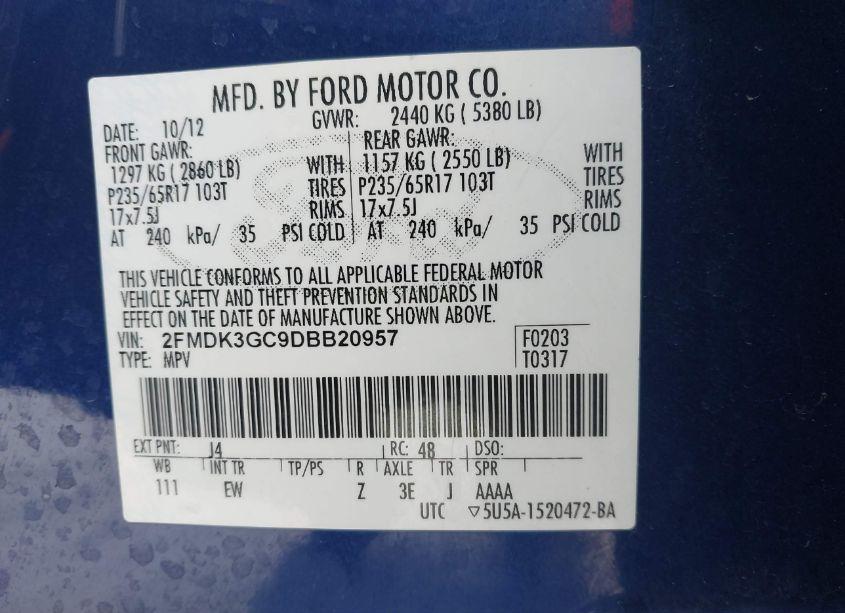 MFD. BY FORD MOTOR CO.
DATE: 10/12 GVWR: 2440 KG ( 5380 LB)
FRONT GAWR: REAR GAWR:
1297 KG ( 2860 LB) WITH 1157 KG ( 2550 LB) WITH
P235/65R17 103T TIRES P235/65R17 103T TIRES
17x7.5J RIMS 17x7.5J RIMS
AT 240 kPa/ 35 PSI COLD AT 240 kPa/ 35 PSI COLD
THIS VEHICLE CONFORMS TO ALL APPLICABLE FEDERAL MOTOR
VEHICLE SAFETY AND THEFT PREVENTION STANDARDS IN
EFFECT ON THE DATE OF MANUFACTURE SHOWN ABOVE.
VIN: 2FMDK3GC9DBB20957 F0203
TYPE: MPV T0317
EXT PNT: J4 RC: 48 DSO:
WB INT TR TP/PS R AXLE TR SPR
111 EW Z 3E J AAAA
UTC ▽5U5A-1520472-BA